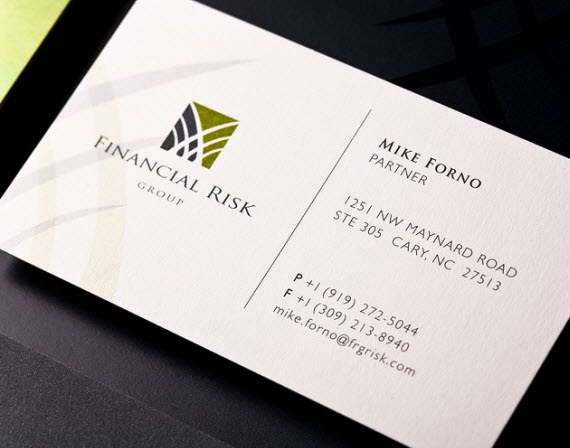 FINANCIAL RISK
GROUP
MIKE FORNO
PARTNER
1251 NW MAYNARD ROAD
STE 305 CARY, NC 27513
P +1 (919) 272-5044
F +1 (309) 213-8940
mike.forno@frgrisk.com